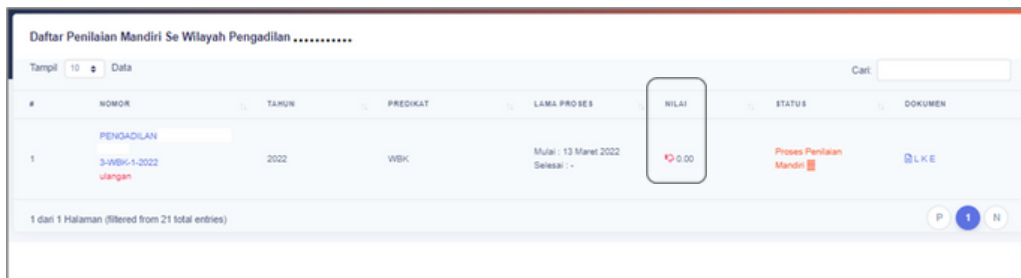 Daftar Penilaian Mandiri Se Wilayah Pengadilan ...........
Tampil 10 Data
Cari:
# NOMOR TAHUN PREDIKAT LAMA PROSES NILAI STATUS DOKUMEN
PENGADILAN
1 3-WBK-1-2022 2022 WBK Mulai : 13 Maret 2022 0.00 Proses Penilaian L K E
ulangan Selesai : - Mandiri
1 dari 1 Halaman (filtered from 21 total entries)
P 1 N